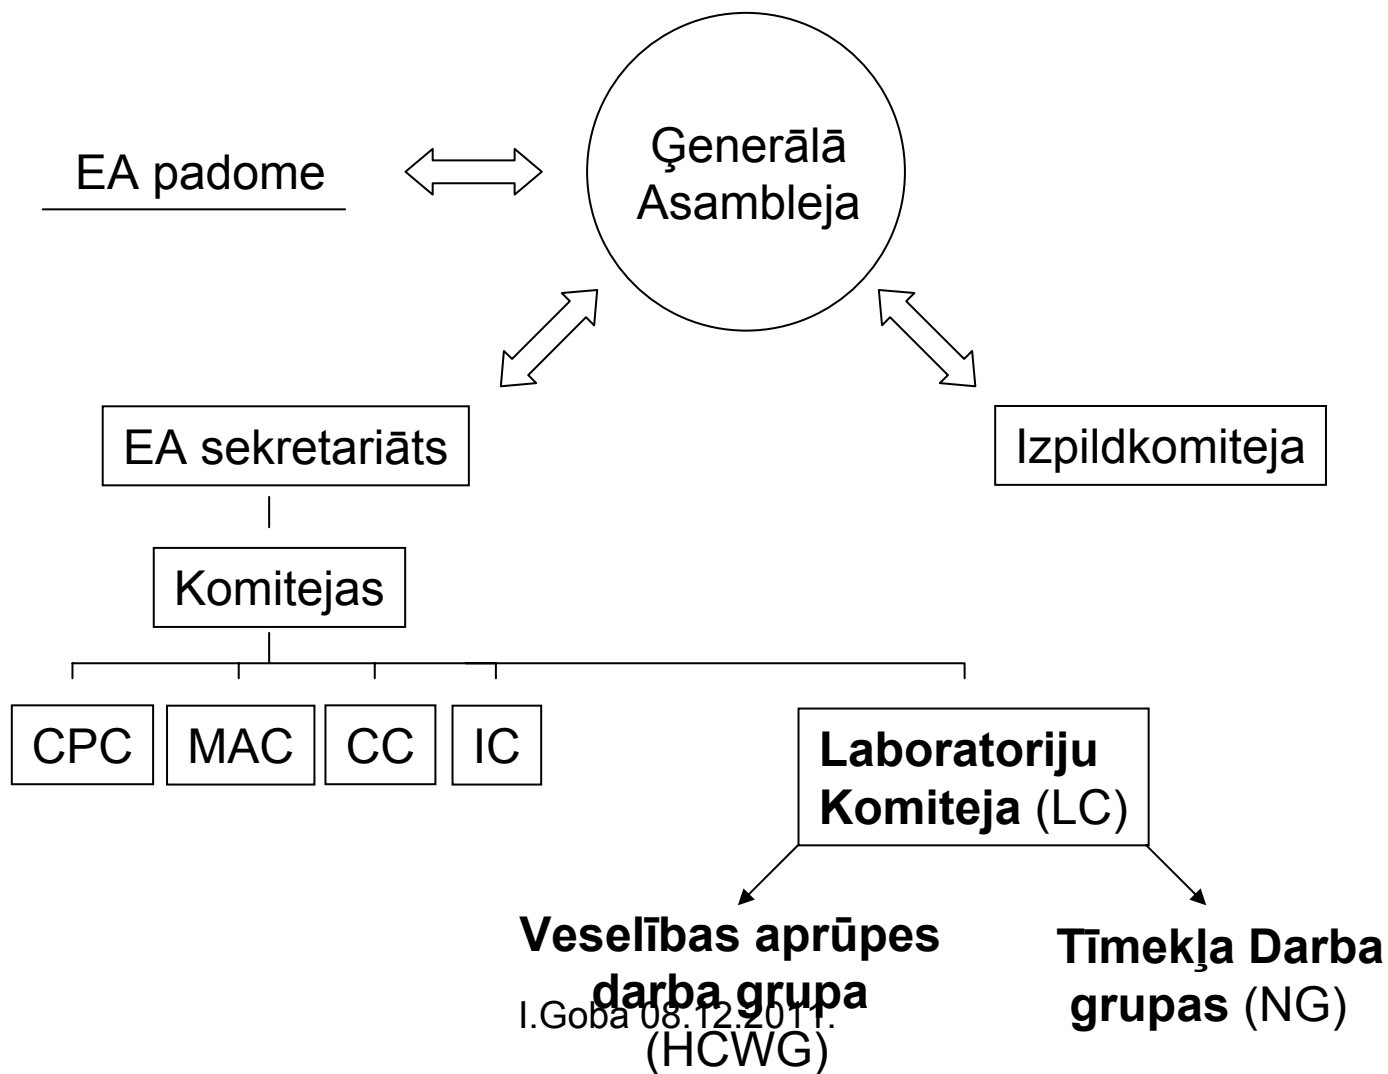 EA padome
Ģenerālā
Asambleja
EA sekretariāts
Izpildkomiteja
Komitejas
CPC
MAC
CC
IC
Laboratoriju
Komiteja (LC)
Veselības aprūpes
darba grupa
(HCWG)
Tīmekļa Darba
grupas (NG)
I.Goba 08.12.2011.